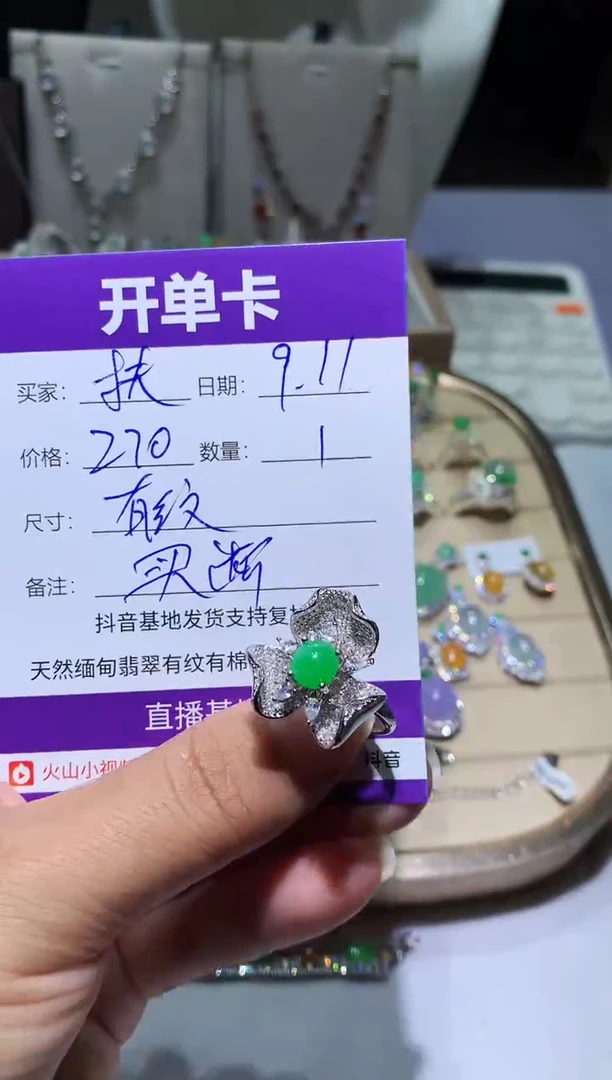 开单卡
买家: 扶 日期: 9.11
价格: 270 数量: 1
尺寸: 有纹
备注: 买断
抖音基地发货支持复
天然缅甸翡翠有纹有棉
直播基
火山小视 抖音